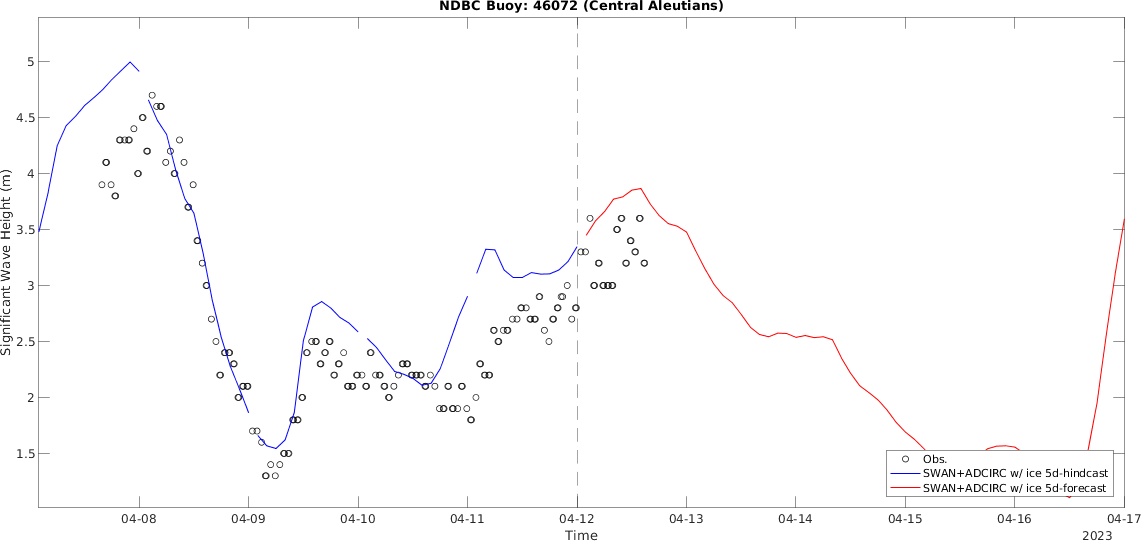 NDBC Buoy: 46072 (Central Aleutians)
5
4.5
4
3.5
3
2.5
2
1.5
Significant Wave Height (m)
Obs.
SWAN+ADCIRC w/ ice 5d-hindcast
SWAN+ADCIRC w/ ice 5d-forecast
04-08 04-09 04-10 04-11 04-12 04-13 04-14 04-15 04-16 04-17
Time
2023